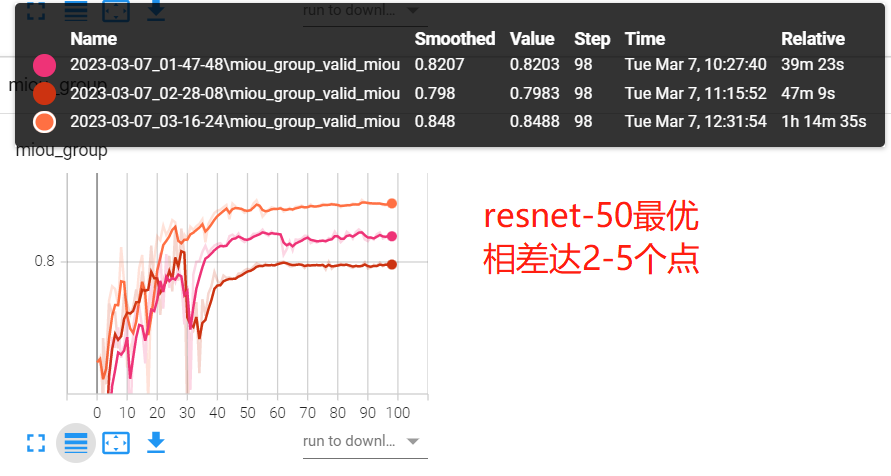 run to downl...
Name Smoothed Value Step Time Relative
2023-03-07_01-47-48\miou_group_valid_miou 0.8207 0.8203 98 Tue Mar 7, 10:27:40 39m 23s
miou_group
2023-03-07_02-28-08\miou_group_valid_miou 0.798 0.7983 98 Tue Mar 7, 11:15:52 47m 9s
2023-03-07_03-16-24\miou_group_valid_miou 0.848 0.8488 98 Tue Mar 7, 12:31:54 1h 14m 35s
miou_group
resnet-50最优
相差达2-5个点
0.8
0 10 20 30 40 50 60 70 80 90 100
run to downl...